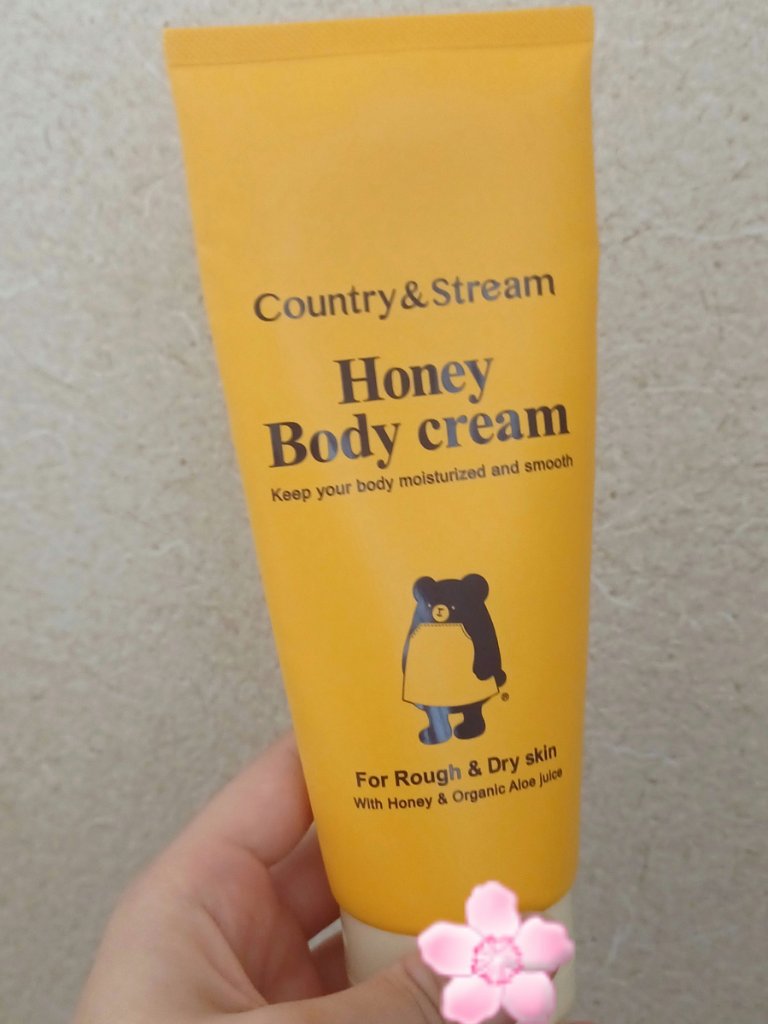 Country & Stream
Honey
Body cream
Keep your body moisturized and smooth
®
For Rough & Dry skin
With Honey & Organic Aloe juice